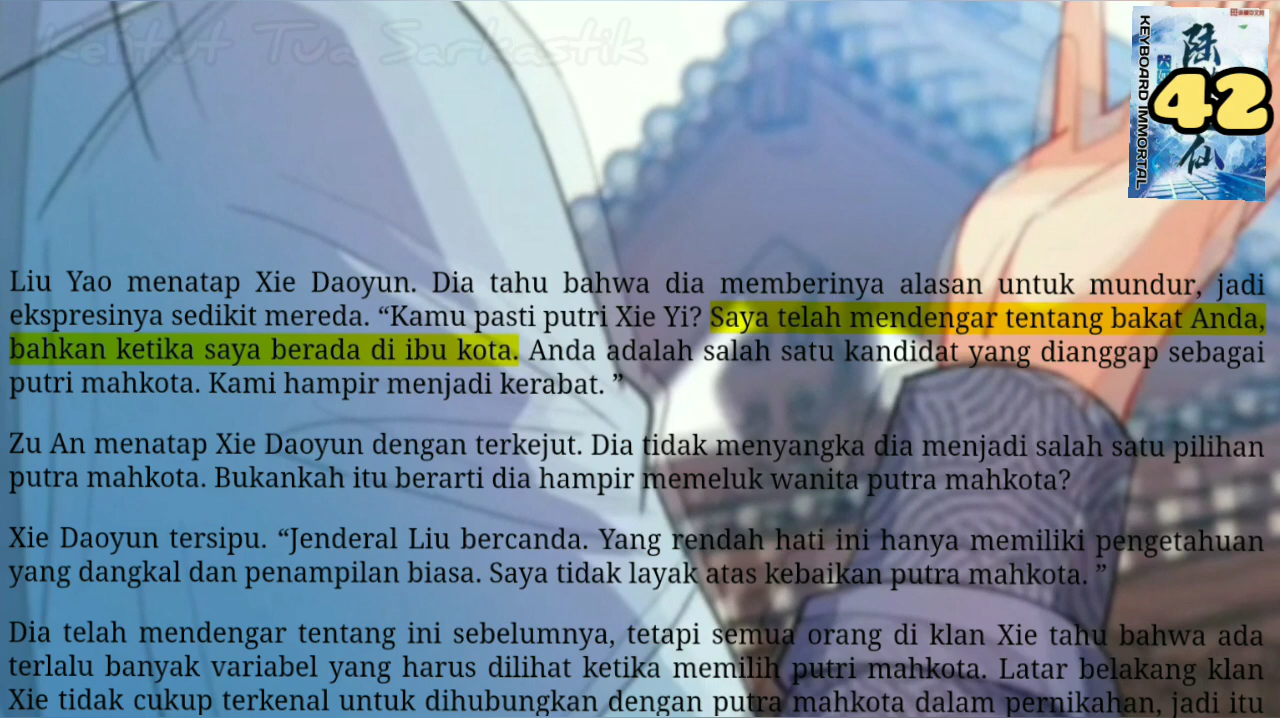 Kentut Tua Sarkastik
KEYBOARD IMMORTAL
42
仙
Liu Yao menatap Xie Daoyun. Dia tahu bahwa dia memberinya alasan untuk mundur, jadi
ekspresinya sedikit mereda. “Kamu pasti putri Xie Yi? Saya telah mendengar tentang bakat Anda,
bahkan ketika saya berada di ibu kota. Anda adalah salah satu kandidat yang dianggap sebagai
putri mahkota. Kami hampir menjadi kerabat. ”
Zu An menatap Xie Daoyun dengan terkejut. Dia tidak menyangka dia menjadi salah satu pilihan
putra mahkota. Bukankah itu berarti dia hampir memeluk wanita putra mahkota?
Xie Daoyun tersipu. “Jenderal Liu bercanda. Yang rendah hati ini hanya memiliki pengetahuan
yang dangkal dan penampilan biasa. Saya tidak layak atas kebaikan putra mahkota. ”
Dia telah mendengar tentang ini sebelumnya, tetapi semua orang di klan Xie tahu bahwa ada
terlalu banyak variabel yang harus dilihat ketika memilih putri mahkota. Latar belakang klan
Xie tidak cukup terkenal untuk dihubungkan dengan putra mahkota dalam pernikahan, jadi itu